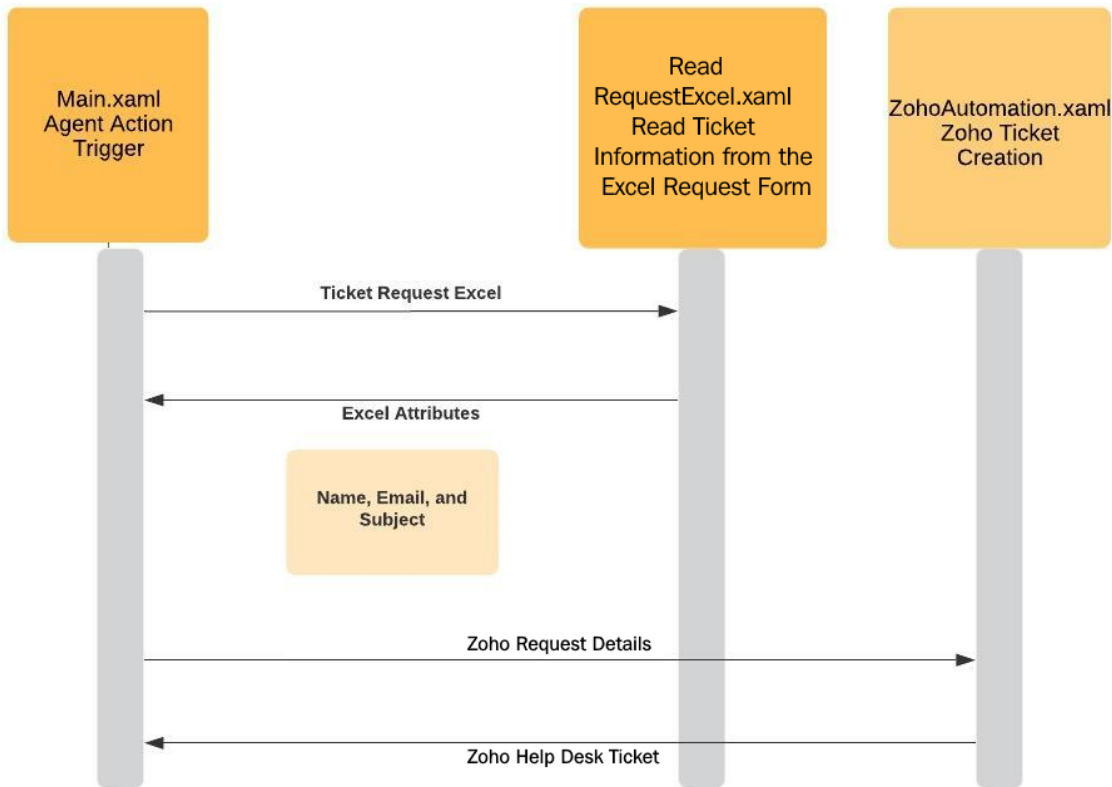 Main.xaml
Agent Action
Trigger
Read
RequestExcel.xaml
Read Ticket
Information from the
Excel Request Form
ZohoAutomation.xaml
Zoho Ticket
Creation
Ticket Request Excel
Excel Attributes
Name, Email, and
Subject
Zoho Request Details
Zoho Help Desk Ticket